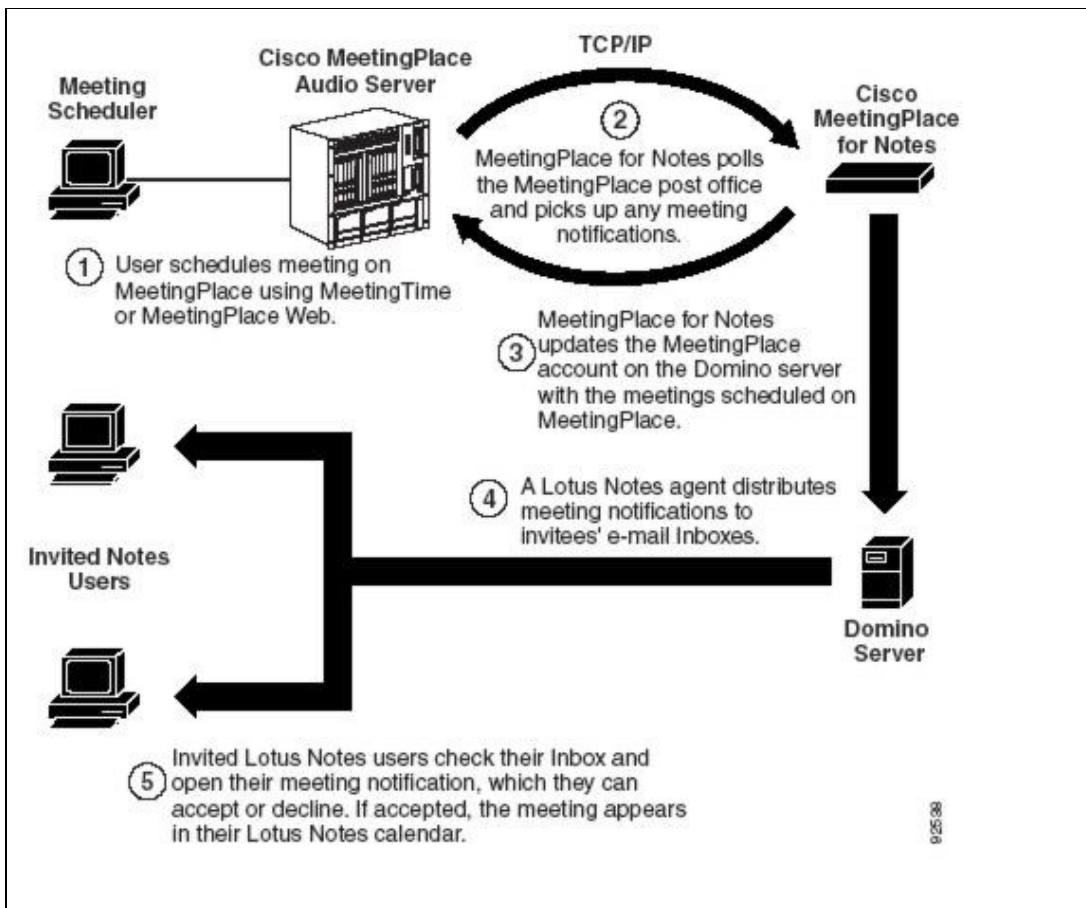 TCP/IP
Cisco MeetingPlace
Audio Server
Meeting
Scheduler
Cisco
MeetingPlace
for Notes
2
MeetingPlace for Notes polls
the MeetingPlace post office
and picks up any meeting
notifications.
1
User schedules meeting on
MeetingPlace using MeetingTime
or MeetingPlace Web.
3
MeetingPlace for Notes
updates the MeetingPlace
account on the Domino server
with the meetings scheduled on
MeetingPlace.
4
A Lotus Notes agent distributes
meeting notifications to
invitees' e-mail Inboxes.
Invited Notes
Users
Domino
Server
5
Invited Lotus Notes users check their Inbox and
open their meeting notification, which they can
accept or decline. If accepted, the meeting appears
in their Lotus Notes calendar.
92538